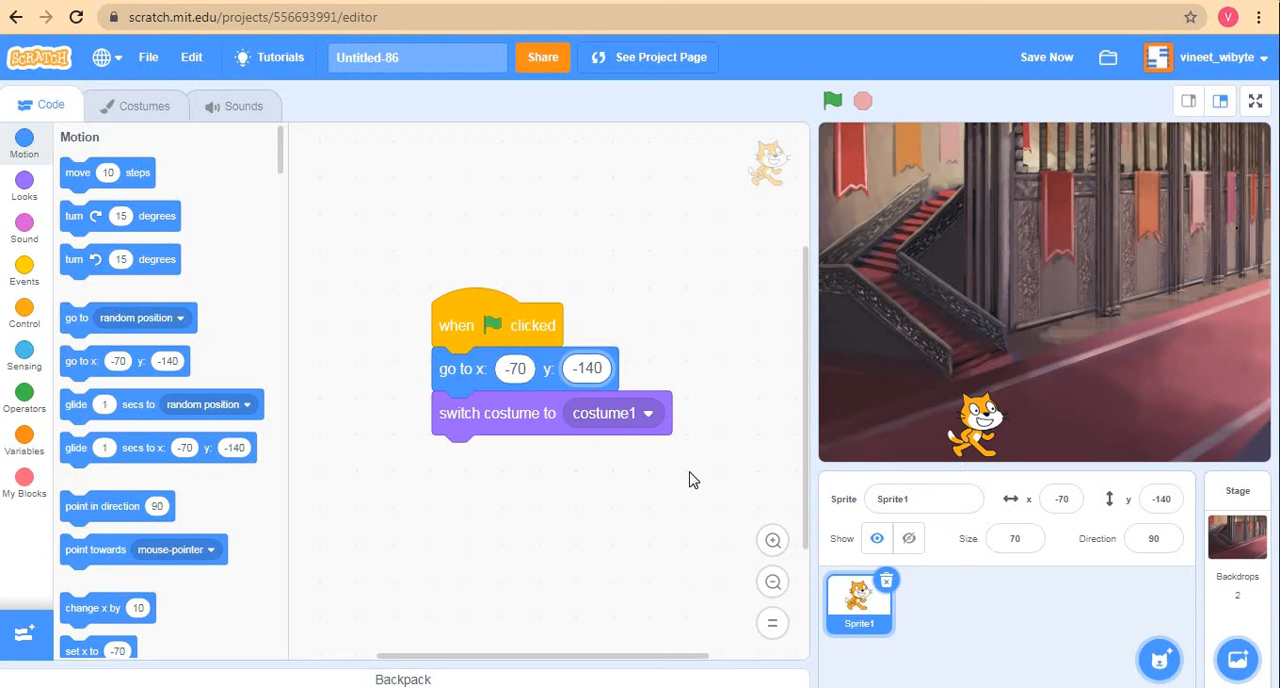 scratch.mit.edu/projects/556693991/editor
V
SCRATCH
File
Edit
Tutorials
Untitled-86
Share
See Project Page
Save Now
vineet_wibyte
Code
Costumes
Sounds
Motion
Looks
Sound
Events
Control
Sensing
Operators
Variables
My Blocks
Motion
move 10 steps
turn 15 degrees
turn 15 degrees
go to random position
go to x: -70 y: -140
glide 1 secs to random position
glide 1 secs to x: -70 y: -140
point in direction 90
point towards mouse-pointer
change x by 10
set x to -70
when clicked
go to x: -70 y: -140
switch costume to costume1
Backpack
Sprite Sprite1 x -70 y -140
Show Size 70 Direction 90
Sprite1
Stage
Backdrops
2